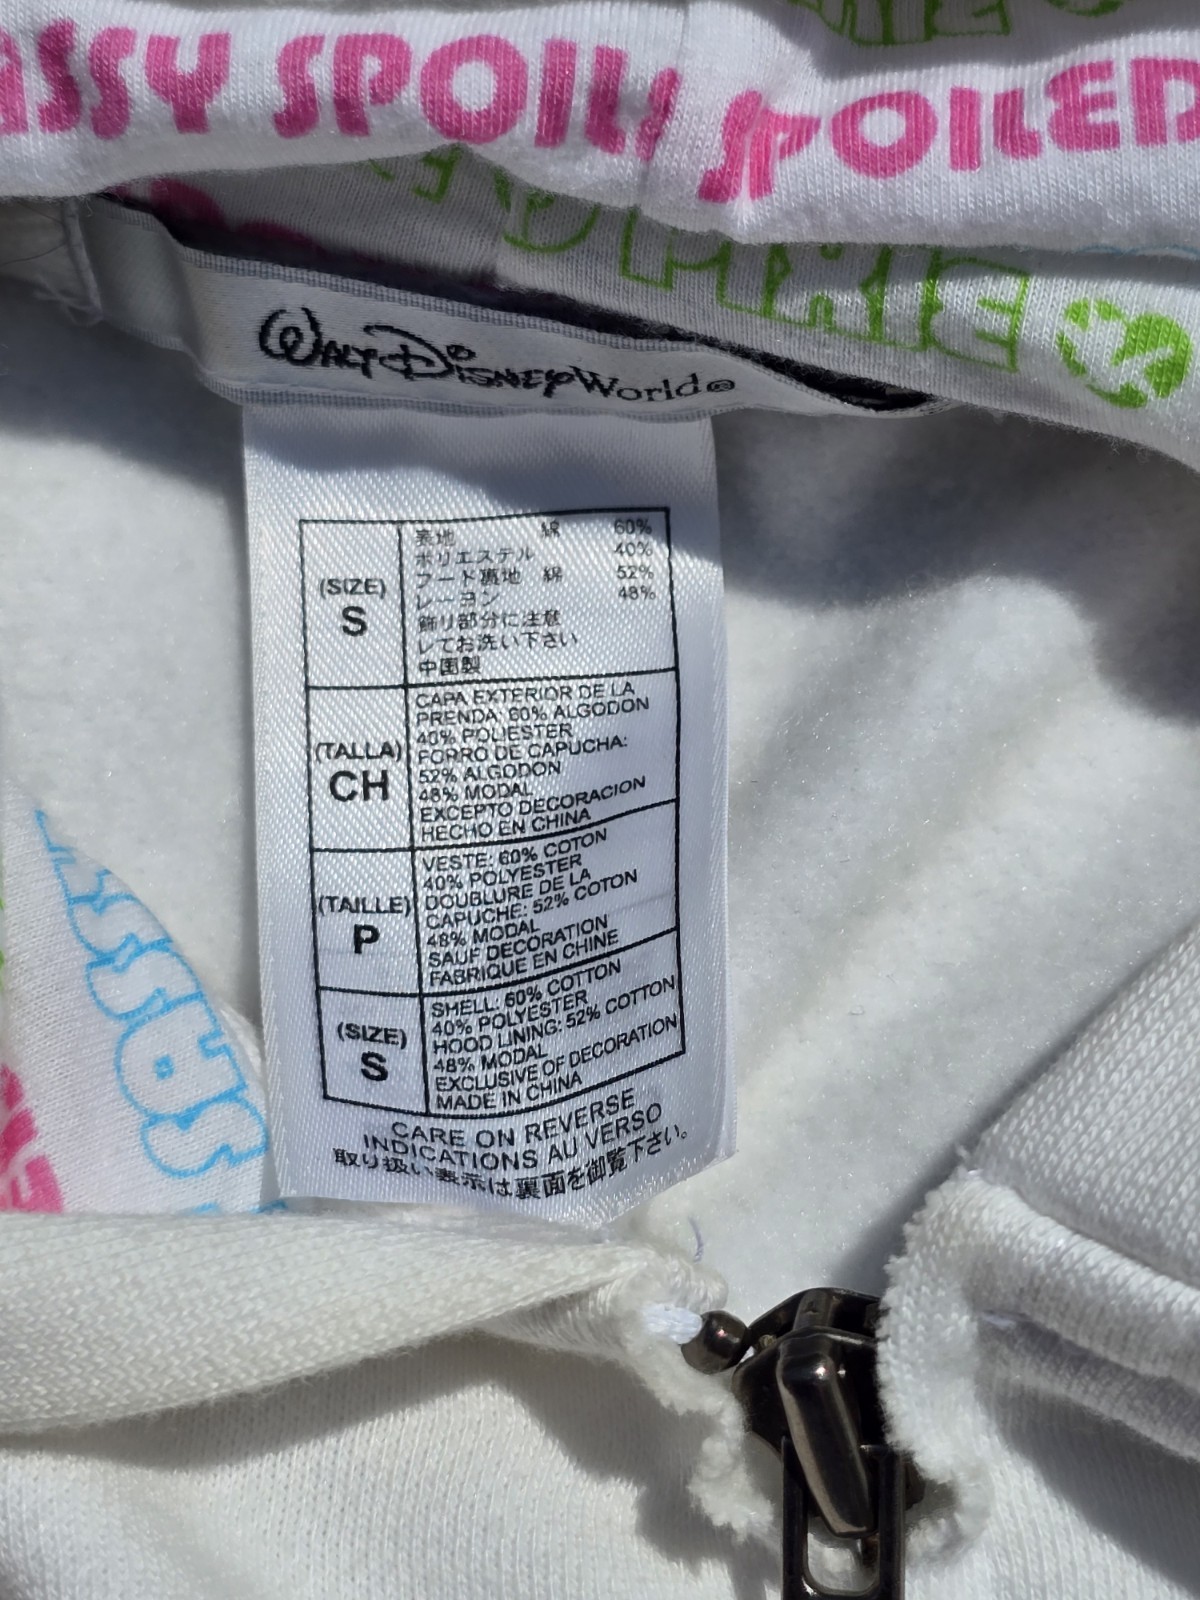 ASSY SPOIL SPOILED
WALT DISNEY World®
(SIZE)
S
表地 綿 60%
ポリエステル 40%
フード裏地 綿 52%
レーヨン 48%
飾り部分に注意
してお洗い下さい
中国製
(TALLA)
CH
CAPA EXTERIOR DE LA
PRENDA: 60% ALGODON
40% POLIESTER
FORRO DE CAPUCHA:
52% ALGODON
48% MODAL
EXCEPTO DECORACION
HECHO EN CHINA
(TAILLE)
P
VESTE: 60% COTON
40% POLYESTER
DOUBLURE DE LA
CAPUCHE: 52% COTON
48% MODAL
SAUF DECORATION
FABRIQUE EN CHINE
(SIZE)
S
SHELL: 60% COTTON
40% POLYESTER
HOOD LINING: 52% COTTON
48% MODAL
EXCLUSIVE OF DECORATION
MADE IN CHINA
CARE ON REVERSE
INDICATIONS AU VERSO
取り扱い表示は裏面を御覧下さい。